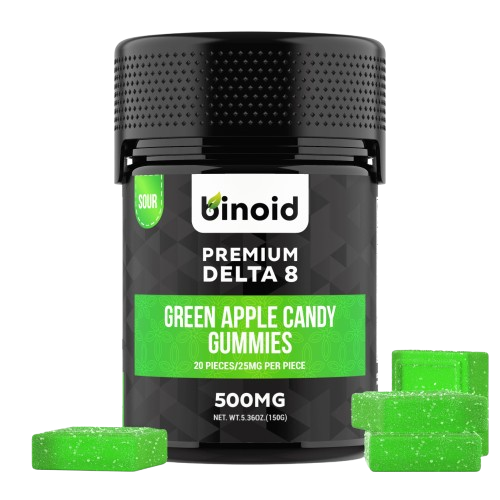 SOUR
binoid
PREMIUM
DELTA 8
GREEN APPLE CANDY
GUMMIES
20 PIECES/25MG PER PIECE
500MG
NET. WT.5.36OZ.(150G)